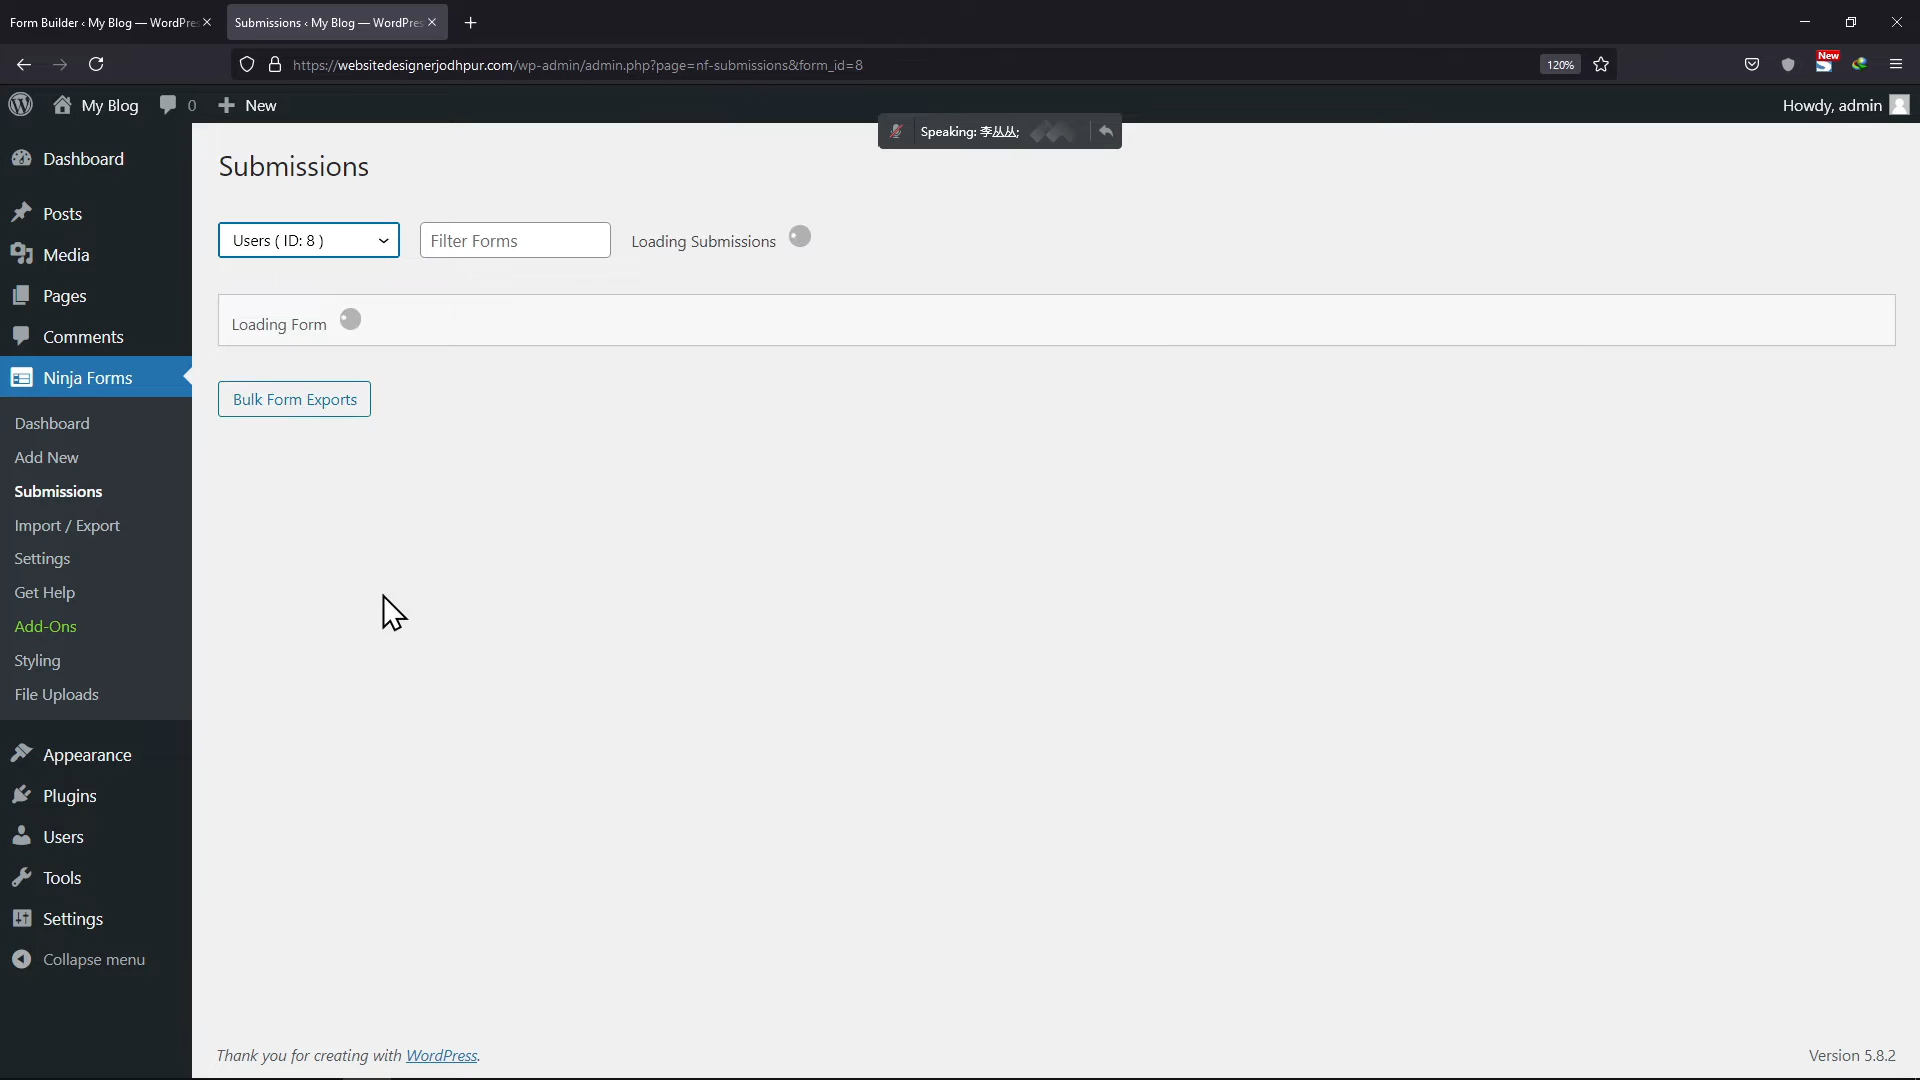 Form Builder ‹ My Blog — WordPre
Submissions ‹ My Blog — WordPre
https://websitedesignerjodhpur.com/wp-admin/admin.php?page=nf-submissions&form_id=8
120%
New
My Blog
0
New
Howdy, admin
Speaking: 李丛丛;
Dashboard
Posts
Media
Pages
Comments
Ninja Forms
Dashboard
Add New
Submissions
Import / Export
Settings
Get Help
Add-Ons
Styling
File Uploads
Appearance
Plugins
Users
Tools
Settings
Collapse menu
Submissions
Users ( ID: 8 )
Filter Forms
Loading Submissions
Loading Form
Bulk Form Exports
Thank you for creating with WordPress.
Version 5.8.2